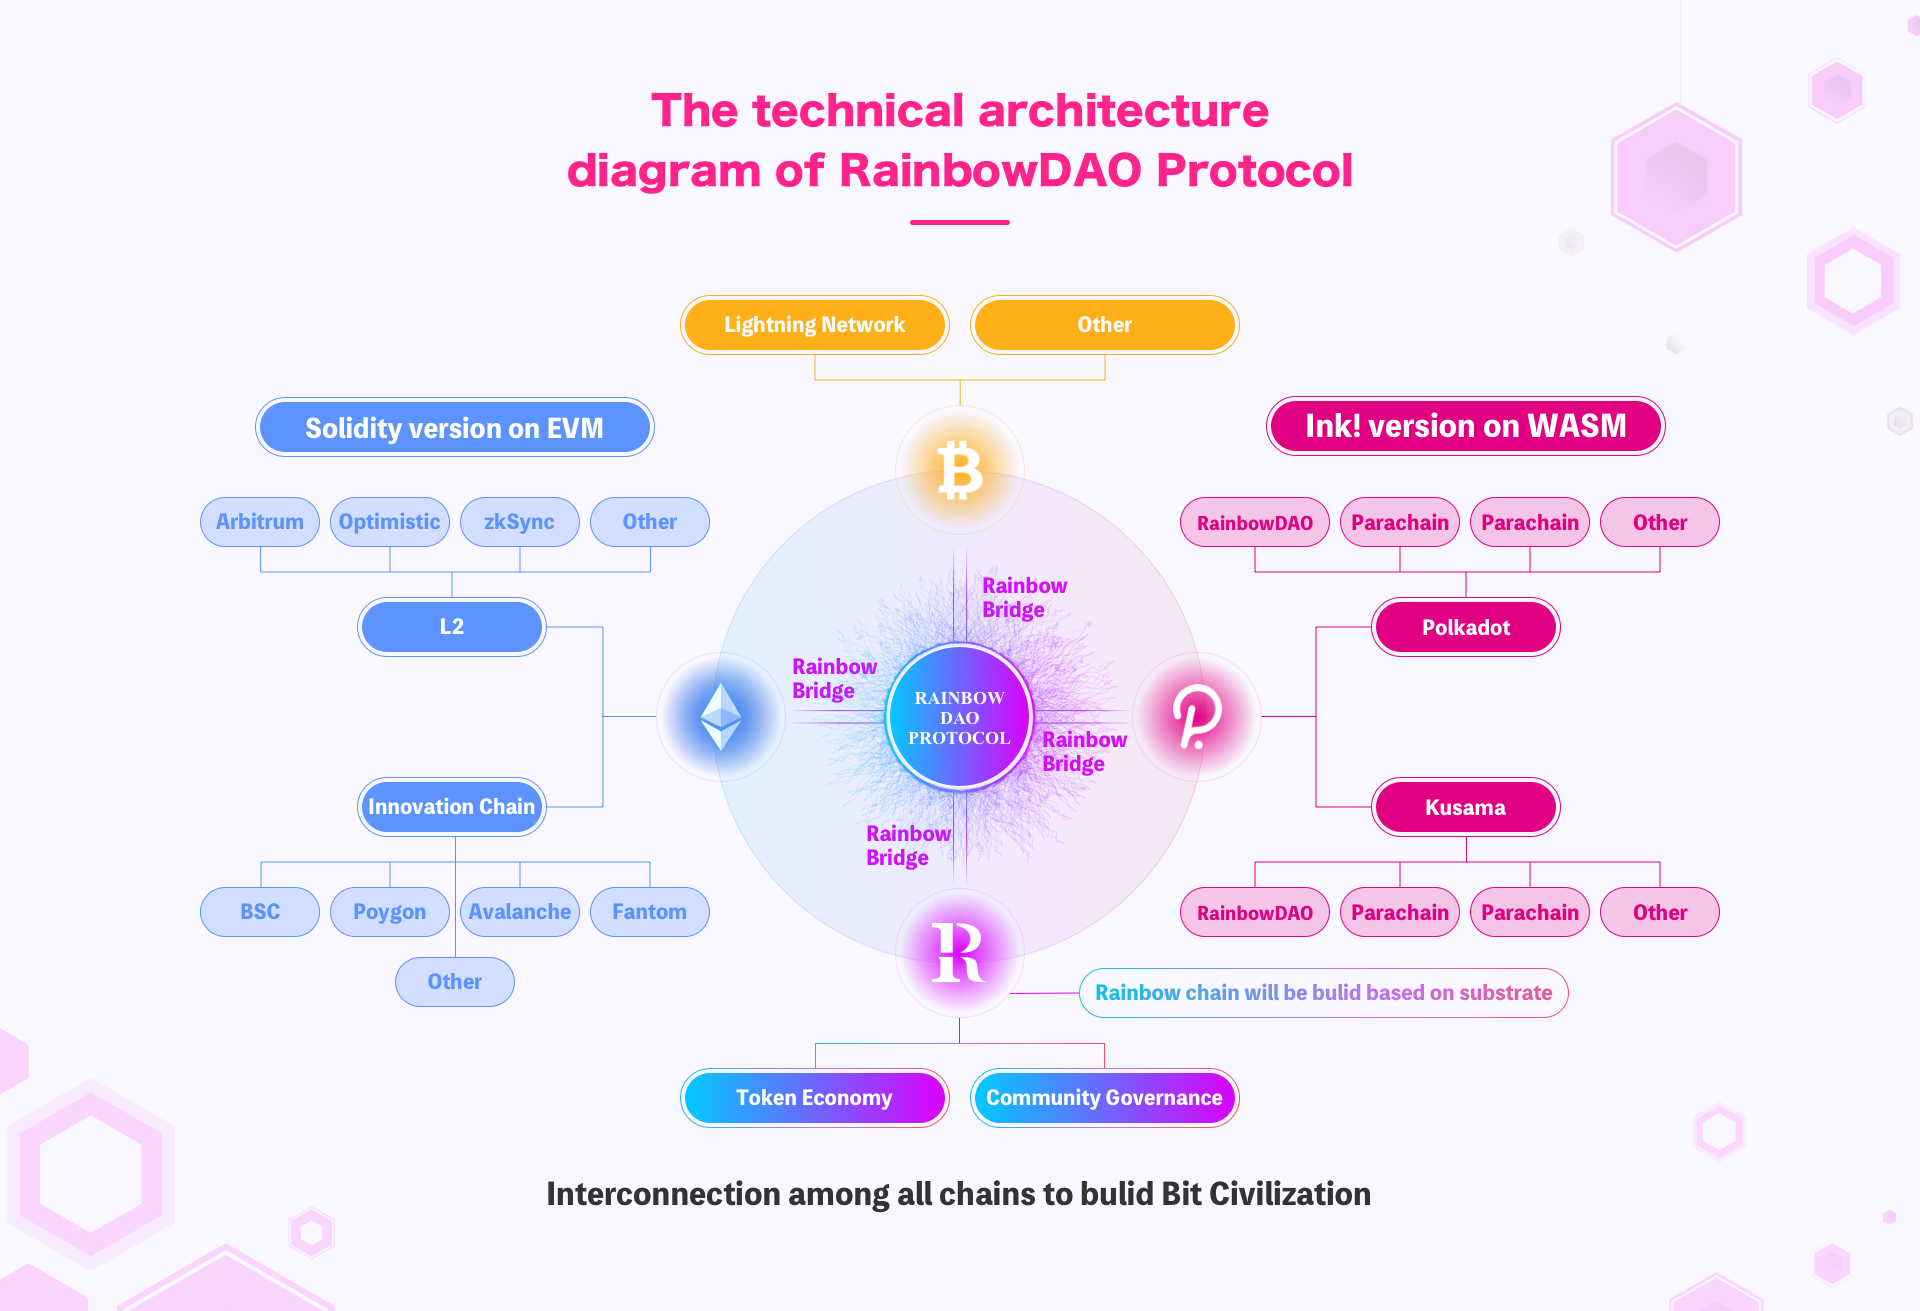 The technical architecture
diagram of RainbowDAO Protocol
Lightning Network
Other
Solidity version on EVM
Ink! version on WASM
Arbitrum
Optimistic
zkSync
Other
RainbowDAO
Parachain
Parachain
Other
L2
Polkadot
Rainbow
Bridge
Rainbow
Bridge
RAINBOW
DAO
PROTOCOL
Rainbow
Bridge
Rainbow
Bridge
Innovation Chain
Kusama
BSC
Poygon
Avalanche
Fantom
Other
RainbowDAO
Parachain
Parachain
Other
Rainbow chain will be bulid based on substrate
Token Economy
Community Governance
Interconnection among all chains to bulid Bit Civilization